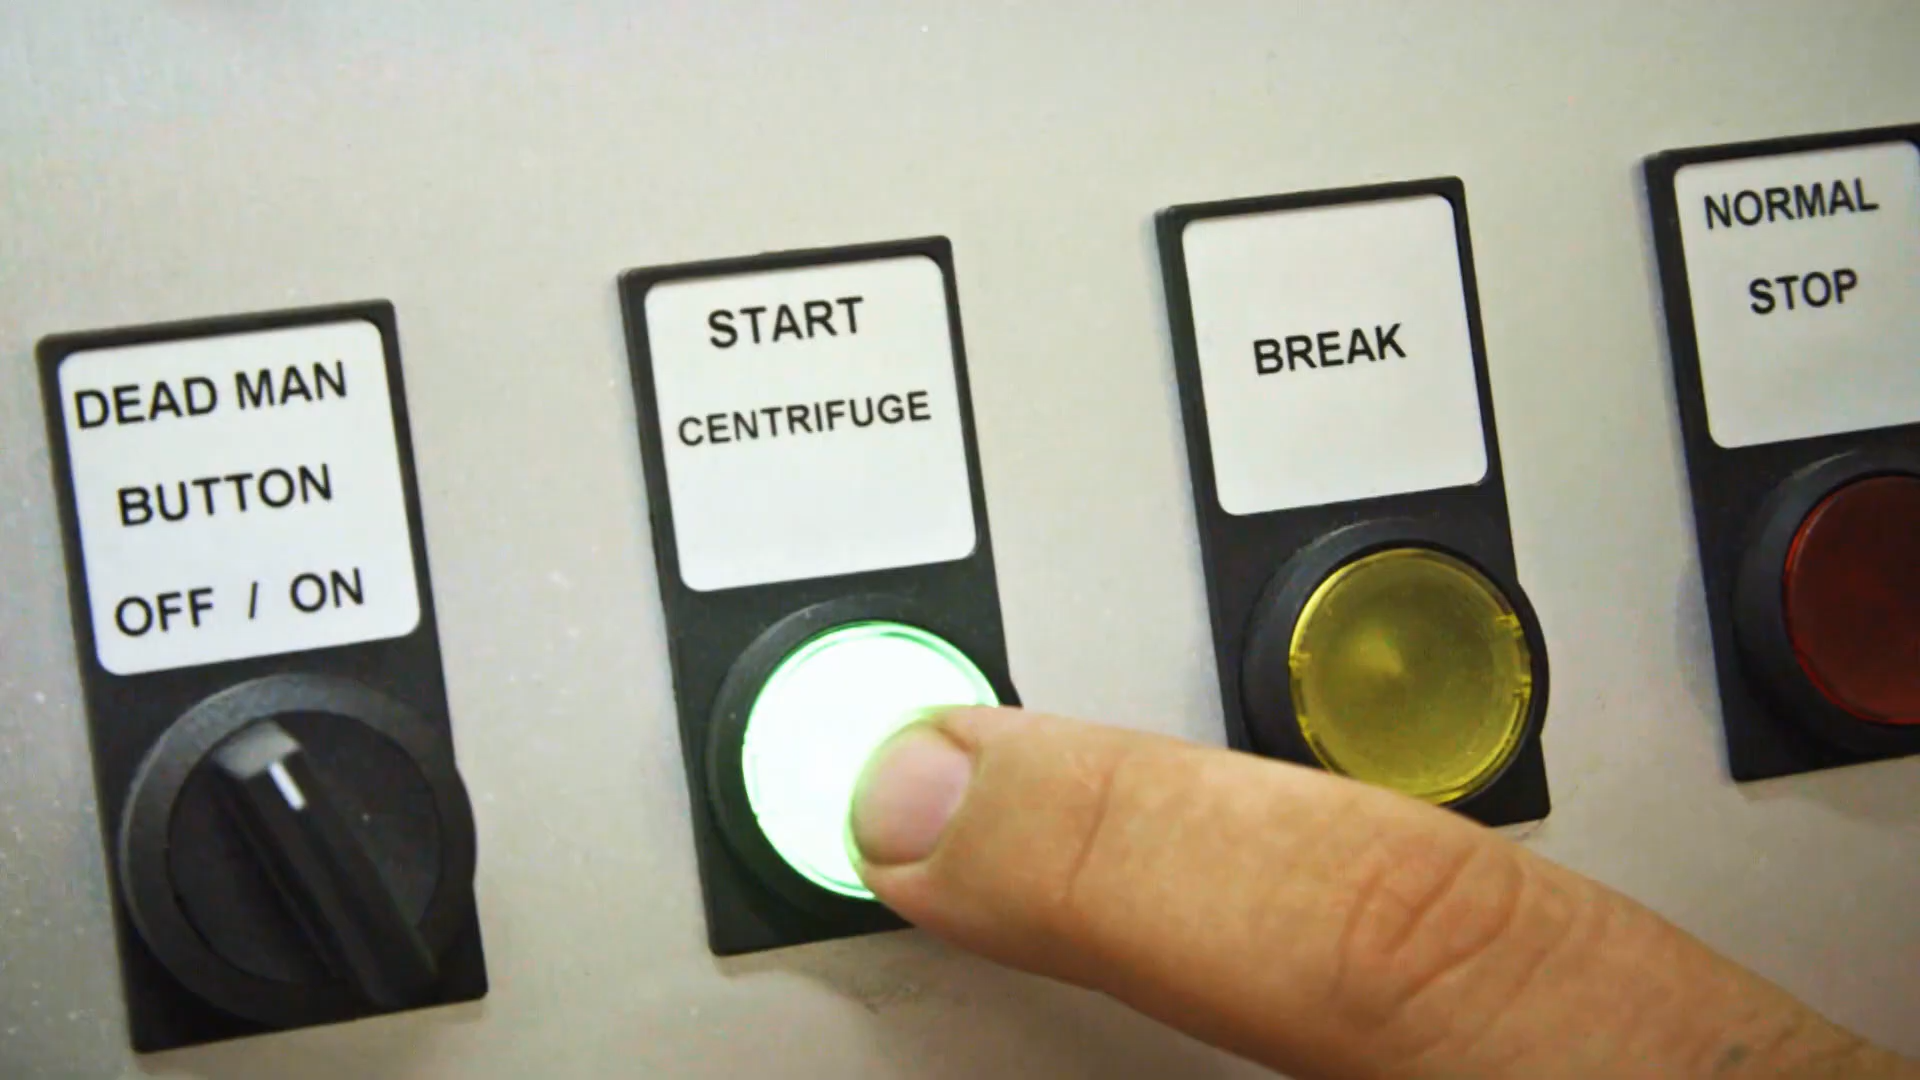 DEAD MAN
BUTTON
OFF / ON
START
CENTRIFUGE
BREAK
NORMAL
STOP